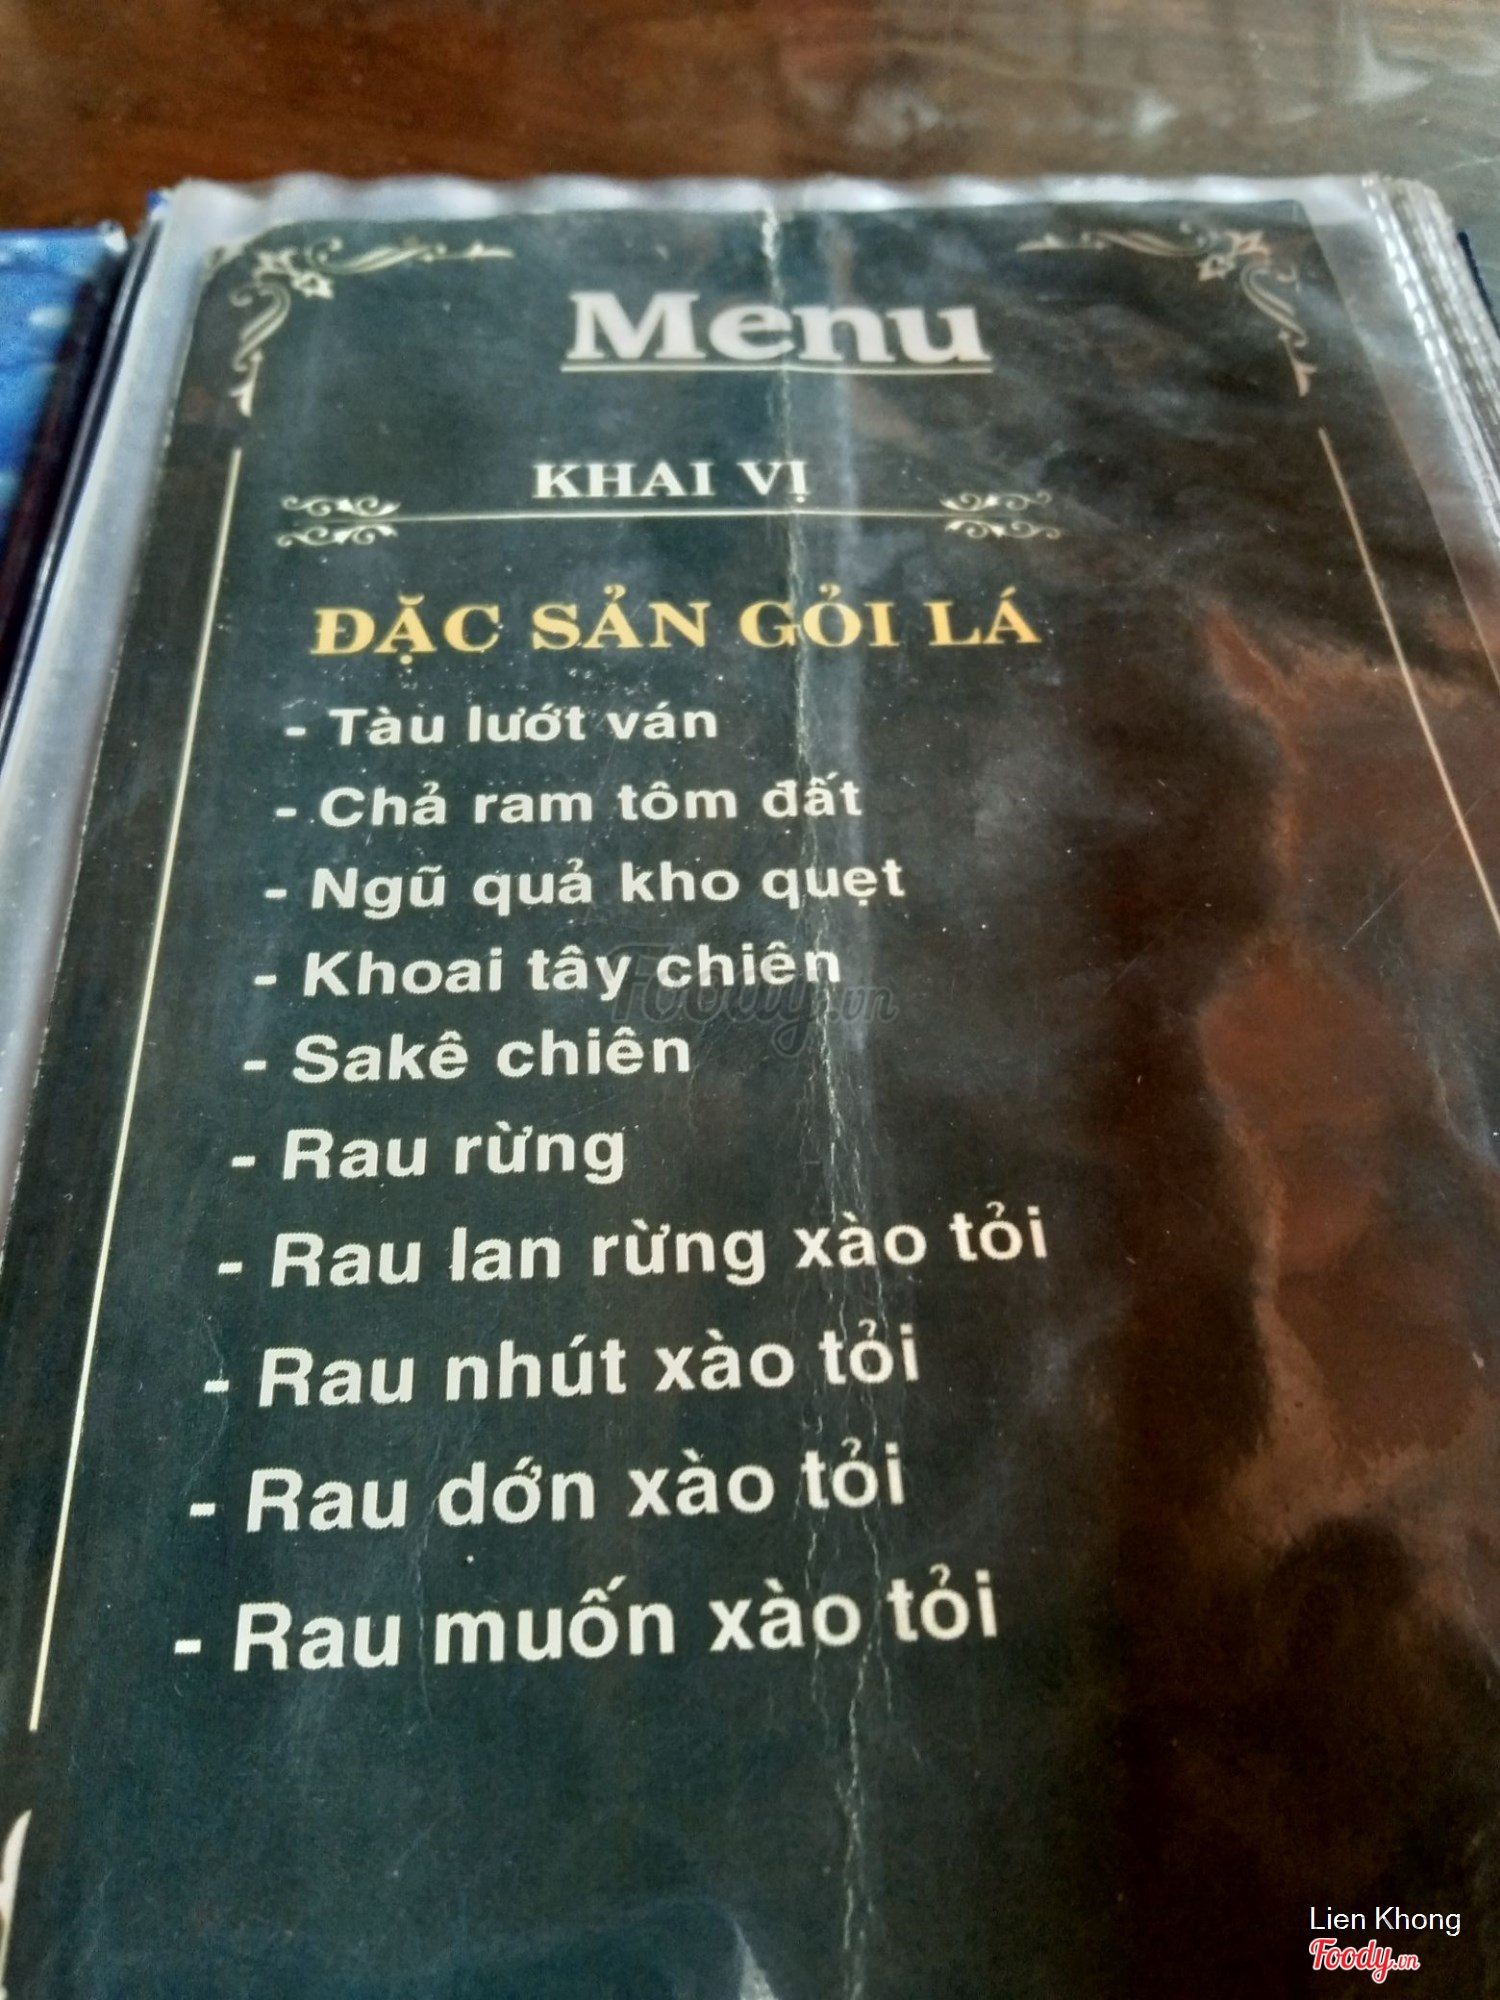 Menu
KHAI VỊ
ĐẶC SẢN GỎI LÁ
- Tàu lướt ván
- Chả ram tôm đất
- Ngũ quả kho quẹt
- Khoai tây chiên
- Sakê chiên
- Rau rừng
- Rau lan rừng xào tỏi
- Rau nhút xào tỏi
- Rau dớn xào tỏi
- Rau muốn xào tỏi
Foody.vn
Lien Khong
Foody.vn